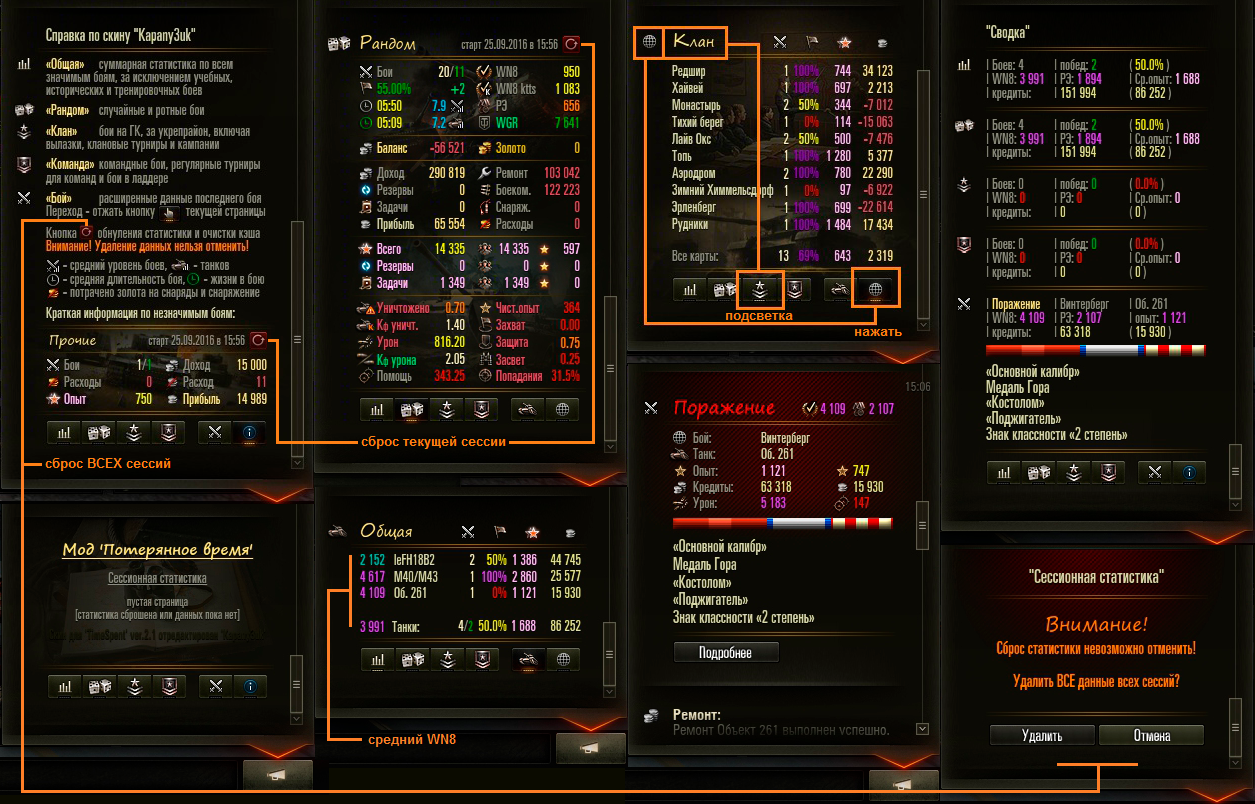 Справка по скину "Kapany3uk"
«Общая» суммарная статистика по всем
значимым боям, за исключением учебных,
исторических и тренировочных боёв
«Рандом» случайные и ротные бои
«Клан» бои на ГК, за укрепрайон, включая
вылазки, клановые турниры и кампании
«Команда» командные бои, регулярные турниры
для команд и бои в ладдере
«Бой» расширенные данные последнего боя
Переход - отжать кнопку текущей страницы
Кнопка обнуления статистики и очистки кэша
Внимание! Удаление данных нельзя отменить!
- средний уровень боев, - танков
- средняя длительность боя, - жизни в бою
- потрачено золота на снаряды и снаряжение
Краткая информация по незначимым боям:
Прочие старт 25.09.2016 в 15:56
Бои 1/1 Доход 15 000
Расходы 0 Расход 11
Опыт 750 Прибыль 14 989
сброс ВСЕХ сессий
Мод 'Потерянное время'
Сессионная статистика
пустая страница
[статистика сброшена или данных пока нет]
Рандом старт 25.09.2016 в 15:56
Бои 20/11 WN8 950
55.00% +2 WN8 ktts 1 083
05:50 7.9 РЭ 656
05:09 7.2 WGR 7 641
Баланс -56 521 Золото 0
Доход 290 819 Ремонт 103 042
Резервы 0 Боеком. 122 223
Задачи 0 Снаряж. 0
Прибыль 65 554 Расходы 0
Всего 14 335 14 335 597
Резервы 0 0 0
Задачи 1 349 1 349 0
Уничтожено 0.70 Чист.опыт 364
Кф уничт. 1.40 Захват 0.00
Урон 816.20 Защита 0.75
Кф урона 2.05 Засвет 0.25
Помощь 343.25 Попадания 31.5%
сброс текущей сессии
Общая
2 152 leFH18B2 2 50% 1 386 44 745
4 617 M40/M43 1 100% 2 860 25 577
4 109 Об. 261 1 0% 1 121 15 930
3 991 Танки: 4/2 50.0% 1 688 86 252
средний WN8
Клан
Редшир 1 100% 744 34 123
Хайвей 1 100% 697 2 213
Монастырь 2 50% 344 -7 012
Тихий берег 1 0% 114 -15 063
Лайв Окс 2 50% 500 -7 476
Топь 1 100% 1 280 5 377
Аэродром 2 100% 780 22 290
Зимний Химмельсдорф 1 0% 97 -6 922
Эрленберг 1 100% 699 -22 614
Рудники 1 100% 1 484 17 434
Все карты: 13 69% 643 2 319
подсветка
нажать
15:06
Поражение 4 109 2 107
Бой: Винтерберг
Танк: Об. 261
Опыт: 1 121 747
Кредиты: 63 318 15 930
Урон: 5 183 147
«Основной калибр»
Медаль Гора
«Костолом»
«Поджигатель»
Знак классности «2 степень»
Подробнее
Ремонт:
Ремонт Объект 261 выполнен успешно.
"Сводка"
| Боев: 4 | побед: 2 (50.0%)
| WN8: 3 991 | РЭ: 1 894 | Ср.опыт: 1 688
| кредиты: | 151 994 (86 252)
| Боев: 4 | побед: 2 (50.0%)
| WN8: 3 991 | РЭ: 1 894 | Ср.опыт: 1 688
| кредиты: | 151 994 (86 252)
| Боев: 0 | побед: 0 (0.0%)
| WN8: 0 | РЭ: 0 | Ср.опыт: 0
| кредиты: | 0 (0)
| Боев: 0 | побед: 0 (0.0%)
| WN8: 0 | РЭ: 0 | Ср.опыт: 0
| кредиты: | 0 (0)
| Поражение | Винтерберг | Об. 261
| WN8: 4 109 | РЭ: 2 107 | опыт: 1 121
| кредиты: | 63 318 (15 930)
«Основной калибр»
Медаль Гора
«Костолом»
«Поджигатель»
Знак классности «2 степень»
"Сессионная статистика"
Внимание!
Сброс статистики невозможно отменить!
Удалить ВСЕ данные всех сессий?
Удалить
Отмена